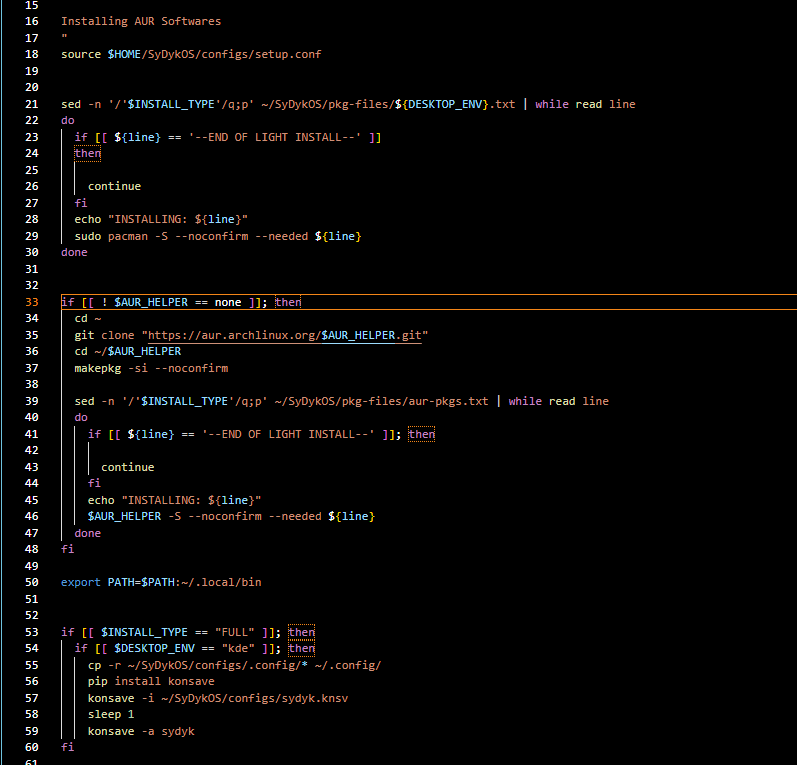 15
16 Installing AUR Softwares
17 "
18 source $HOME/SyDykOS/configs/setup.conf
19
20
21 sed -n '/'$INSTALL_TYPE'/q;p' ~/SyDykOS/pkg-files/${DESKTOP_ENV}.txt | while read line
22 do
23 if [[ ${line} == '--END OF LIGHT INSTALL--' ]]
24 then
25
26 continue
27 fi
28 echo "INSTALLING: ${line}"
29 sudo pacman -S --noconfirm --needed ${line}
30 done
31
32
33 if [[ ! $AUR_HELPER == none ]]; then
34 cd ~
35 git clone "https://aur.archlinux.org/$AUR_HELPER.git"
36 cd ~/$AUR_HELPER
37 makepkg -si --noconfirm
38
39 sed -n '/'$INSTALL_TYPE'/q;p' ~/SyDykOS/pkg-files/aur-pkgs.txt | while read line
40 do
41 if [[ ${line} == '--END OF LIGHT INSTALL--' ]]; then
42
43 continue
44 fi
45 echo "INSTALLING: ${line}"
46 $AUR_HELPER -S --noconfirm --needed ${line}
47 done
48 fi
49
50 export PATH=$PATH:~/.local/bin
51
52
53 if [[ $INSTALL_TYPE == "FULL" ]]; then
54 if [[ $DESKTOP_ENV == "kde" ]]; then
55 cp -r ~/SyDykOS/configs/.config/* ~/.config/
56 pip install konsave
57 konsave -i ~/SyDykOS/configs/sydyk.knsv
58 sleep 1
59 konsave -a sydyk
60 fi
61